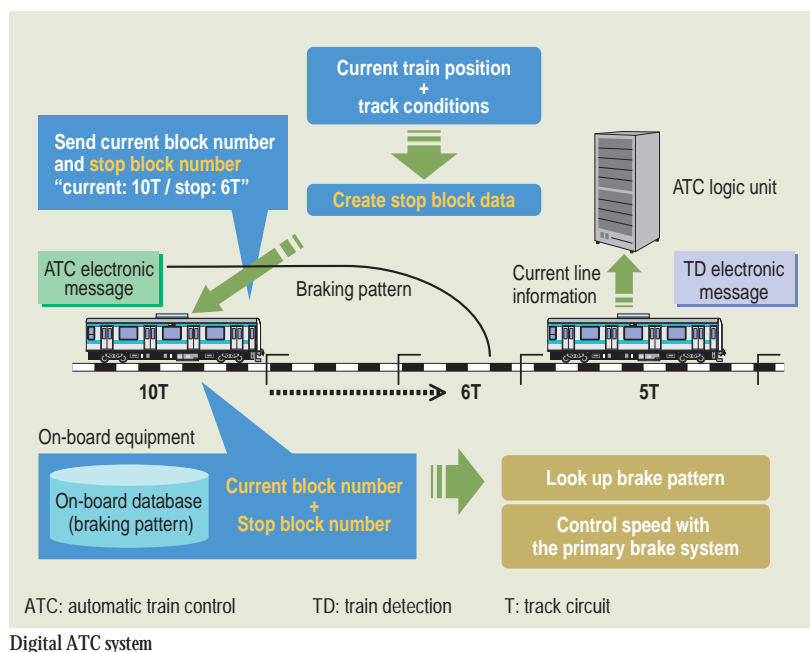 Current train position
+
track conditions
Send current block number
and stop block number
“current: 10T / stop: 6T”
Create stop block data
ATC logic unit
ATC electronic
message
Braking pattern
Current line
information
TD electronic
message
10T
6T
5T
On-board equipment
On-board database
(braking pattern)
Current block number
+
Stop block number
Look up brake pattern
Control speed with
the primary brake system
ATC: automatic train control TD: train detection T: track circuit
Digital ATC system